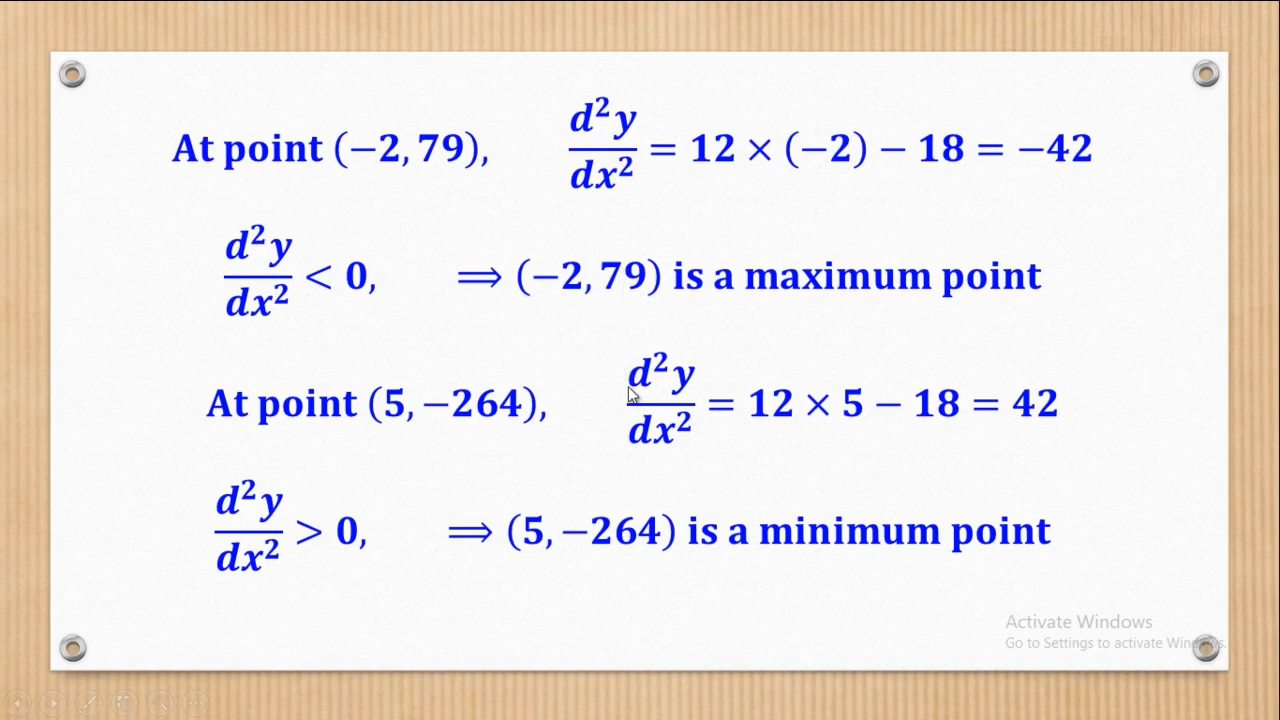 At point (−2, 79), d²y/dx² = 12 × (−2) − 18 = −42
d²y/dx² < 0, ⟹ (−2, 79) is a maximum point
At point (5, −264), d²y/dx² = 12 × 5 − 18 = 42
d²y/dx² > 0, ⟹ (5, −264) is a minimum point
Activate Windows
Go to Settings to activate Windows.